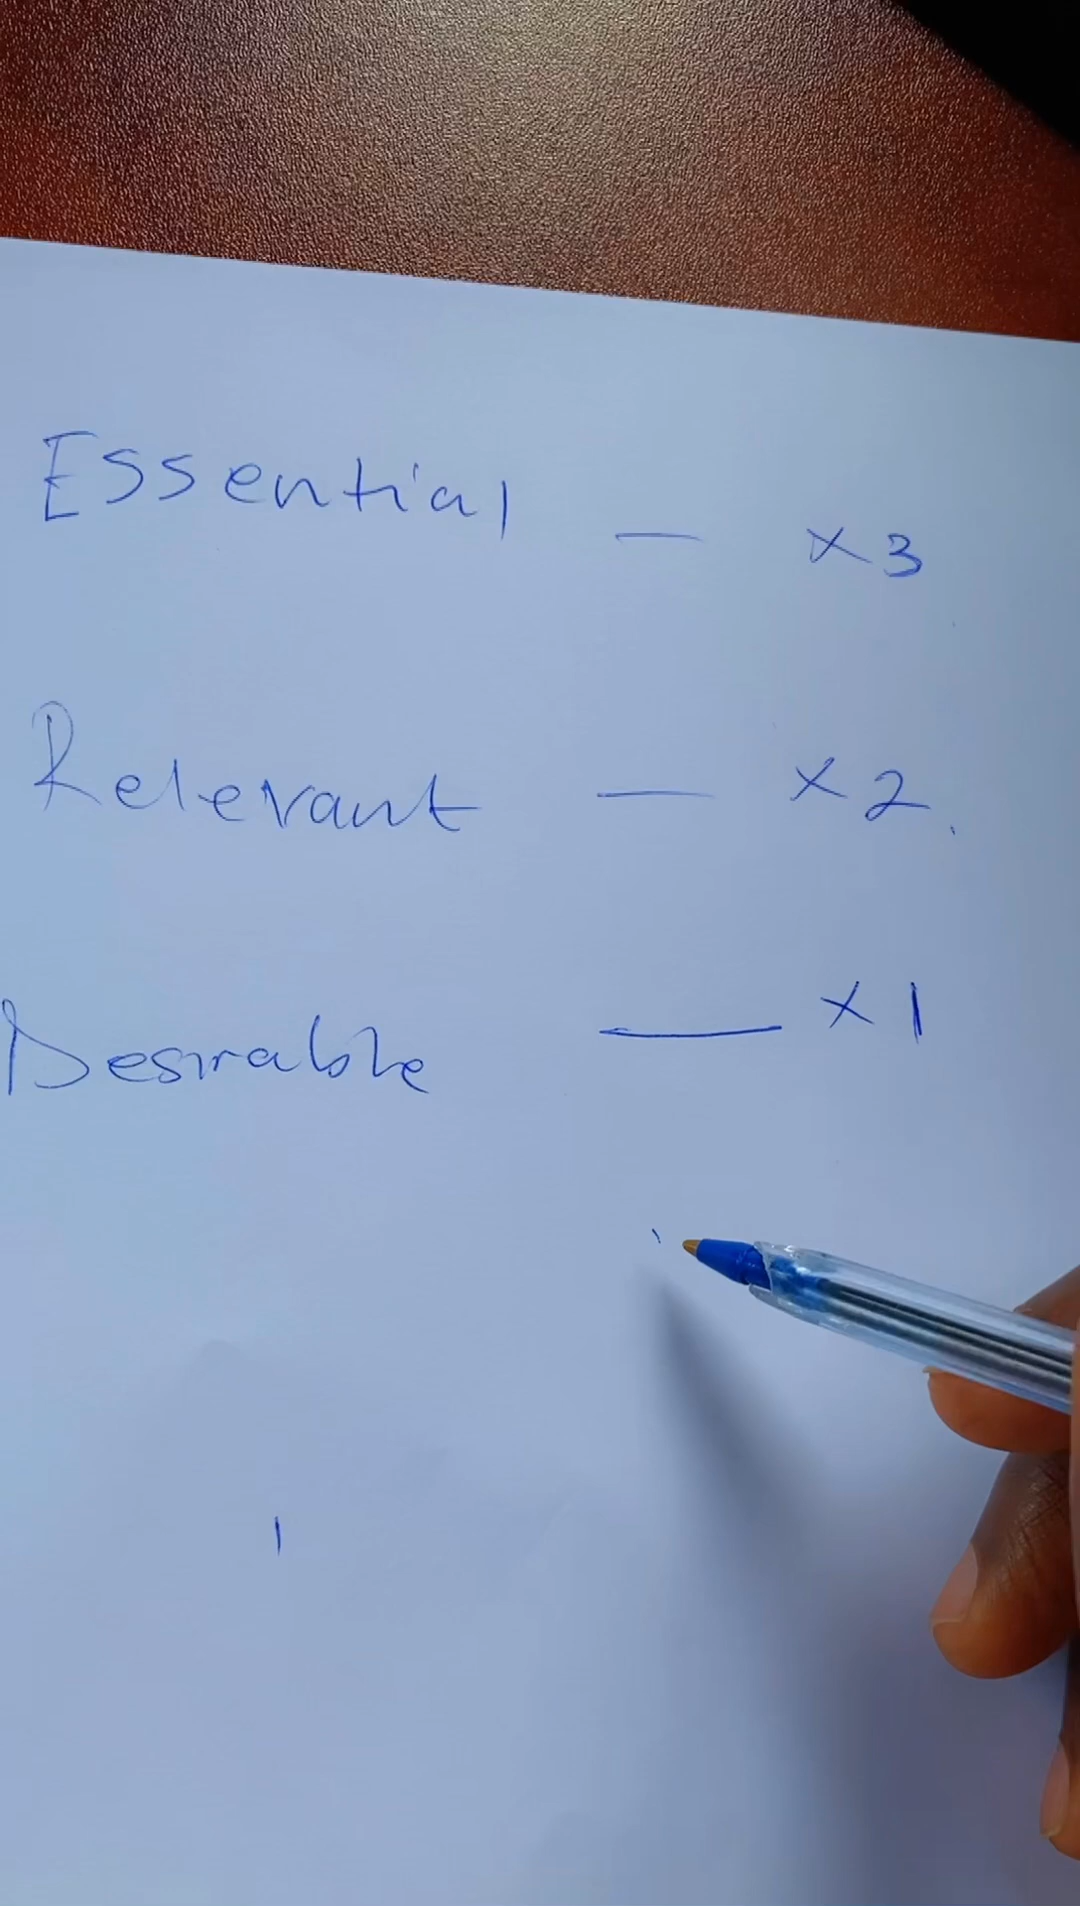 Essential — x3
Relevant — x2.
Desirable — x1